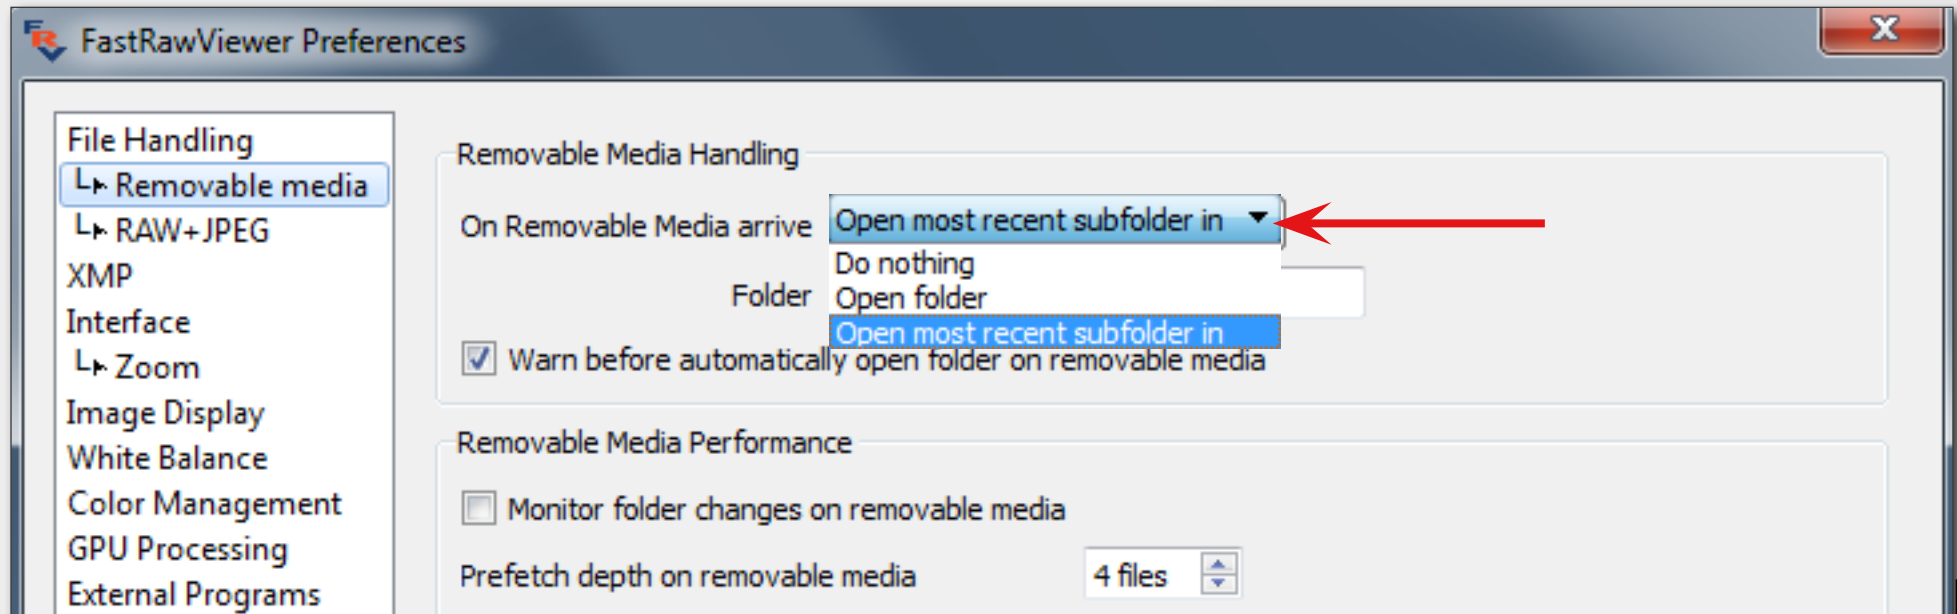 FastRawViewer Preferences
File Handling
Removable media
RAW+JPEG
XMP
Interface
Zoom
Image Display
White Balance
Color Management
GPU Processing
External Programs
Removable Media Handling
On Removable Media arrive Open most recent subfolder in
Do nothing
Folder Open folder
Open most recent subfolder in
Warn before automatically open folder on removable media
Removable Media Performance
Monitor folder changes on removable media
Prefetch depth on removable media 4 files